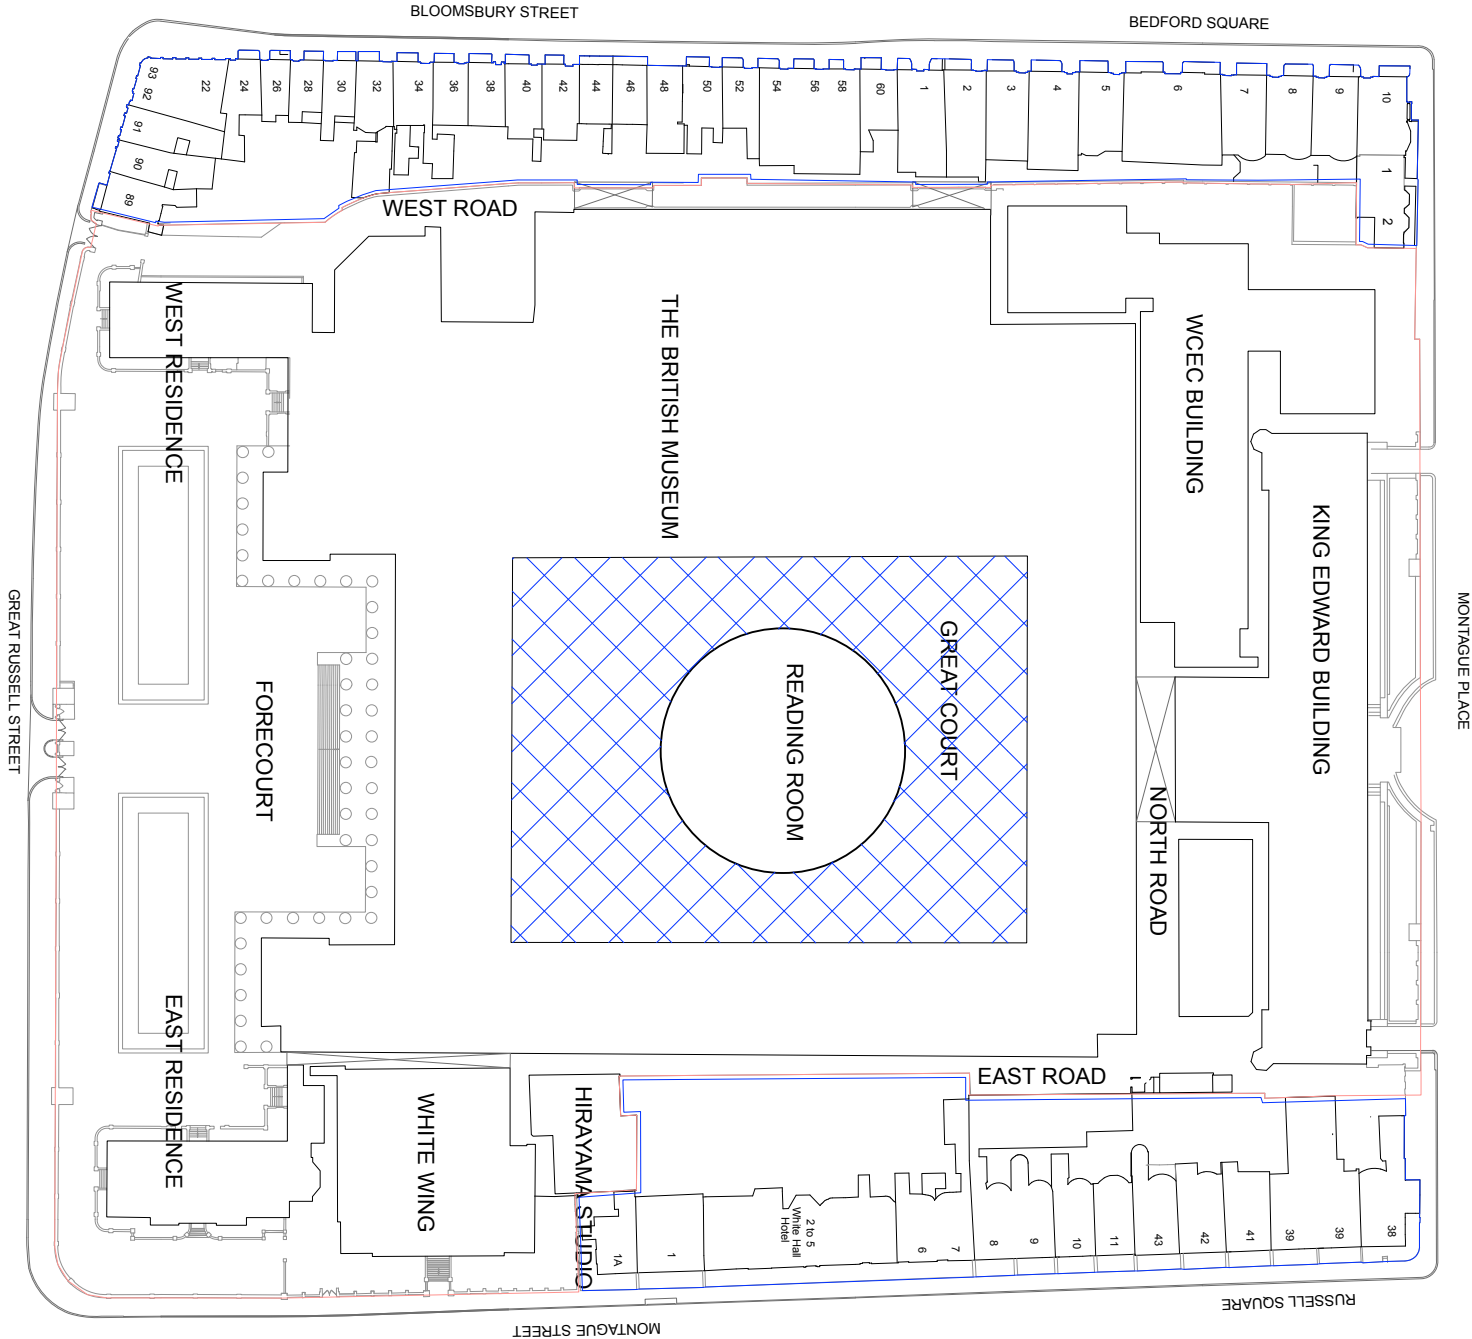 BLOOMSBURY STREET
BEDFORD SQUARE
93
92
91
90
89
22
24
26
28
30
32
34
36
38
40
42
44
46
48
50
52
54
56
58
60
1
2
3
4
5
6
7
8
9
10
1
2
WEST ROAD
WEST RESIDENCE
THE BRITISH MUSEUM
WCEC BUILDING
KING EDWARD BUILDING
MONTAGUE PLACE
GREAT RUSSELL STREET
FORECOURT
READING ROOM
GREAT COURT
NORTH ROAD
EAST RESIDENCE
WHITE WING
HIRAYAMA STUDIO
EAST ROAD
1A
1
2 to 5
White Hall
Hotel
6
7
8
9
10
11
43
42
41
39
39
38
MONTAGUE STREET
RUSSELL SQUARE